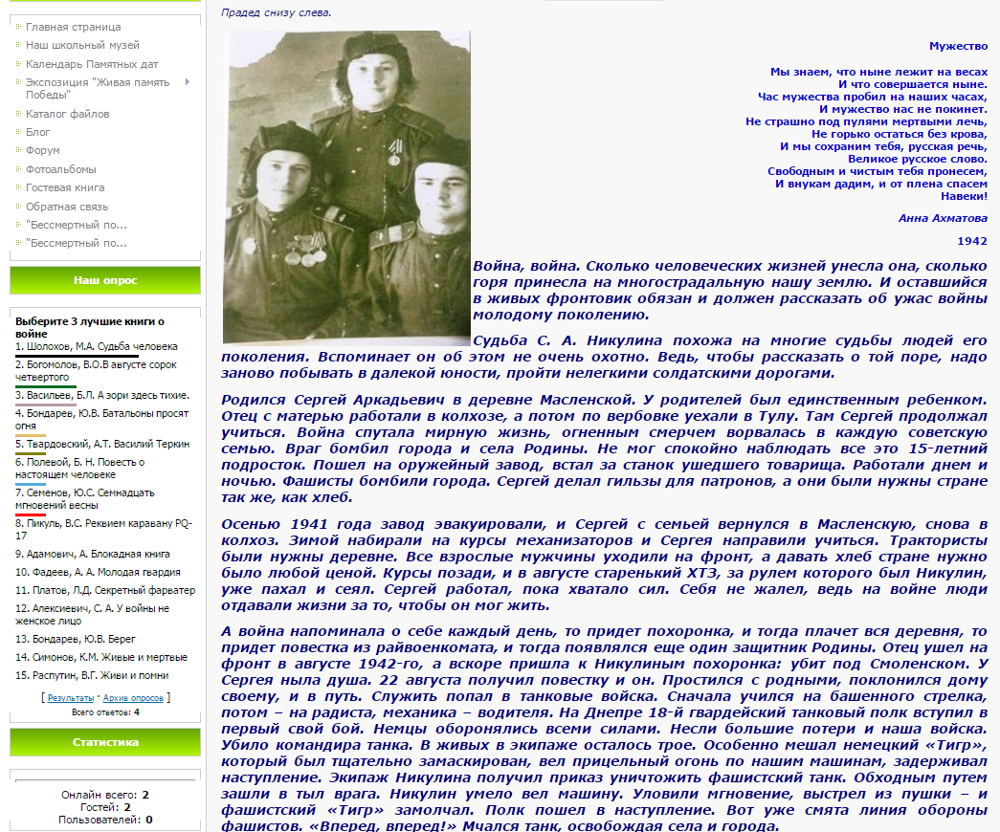 Главная страница
Наш школьный музей
Календарь Памятных дат
Экспозиция "Живая память
Победы"
Каталог файлов
Блог
Форум
Фотоальбомы
Гостевая книга
Обратная связь
"Бессмертный по...
"Бессмертный по...
Наш опрос
Выберите 3 лучшие книги о
войне
1. Шолохов, М.А. Судьба человека
2. Богомолов, В.О.В августе сорок
четвертого
3. Васильев, Б.Л. А зори здесь тихие.
4. Бондарев, Ю.В. Батальоны просят
огня
5. Твардовский, А.Т. Василий Теркин
6. Полевой, Б. Н. Повесть о
настоящем человеке
7. Семенов, Ю.С. Семнадцать
мгновений весны
8. Пикуль, В.С. Реквием каравану PQ-
17
9. Адамович, А. Блокадная книга
10. Фадеев, А. А. Молодая гвардия
11. Платов, Л.Д. Секретный фарватер
12. Алексиевич, С. А. У войны не
женское лицо
13. Бондарев, Ю.В. Берег
14. Симонов, К.М. Живые и мертвые
15. Распутин, В.Г. Живи и помни
[ Результаты · Архив опросов ]
Всего ответов: 4
Статистика
Онлайн всего: 2
Гостей: 2
Пользователей: 0
Прадед снизу слева.
Мужество
Мы знаем, что ныне лежит на весах
И что совершается ныне.
Час мужества пробил на наших часах,
И мужество нас не покинет.
Не страшно под пулями мертвыми лечь,
Не горько остаться без крова,
И мы сохраним тебя, русская речь,
Великое русское слово.
Свободным и чистым тебя пронесем,
И внукам дадим, и от плена спасем
Навеки!
Анна Ахматова
1942
Война, война. Сколько человеческих жизней унесла она, сколько
горя принесла на многострадальную нашу землю. И оставшийся
в живых фронтовик обязан и должен рассказать об ужас войны
молодому поколению.
Судьба С. А. Никулина похожа на многие судьбы людей его
поколения. Вспоминает он об этом не очень охотно. Ведь, чтобы рассказать о той поре, надо
заново побывать в далекой юности, пройти нелегкими солдатскими дорогами.
Родился Сергей Аркадьевич в деревне Масленской. У родителей был единственным ребенком.
Отец с матерью работали в колхозе, а потом по вербовке уехали в Тулу. Там Сергей продолжал
учиться. Война спутала мирную жизнь, огненным смерчем ворвалась в каждую советскую
семью. Враг бомбил города и села Родины. Не мог спокойно наблюдать все это 15-летний
подросток. Пошел на оружейный завод, встал за станок ушедшего товарища. Работали днем и
ночью. Фашисты бомбили города. Сергей делал гильзы для патронов, а они были нужны стране
так же, как хлеб.
Осенью 1941 года завод эвакуировали, и Сергей с семьей вернулся в Масленскую, снова в
колхоз. Зимой набирали на курсы механизаторов и Сергея направили учиться. Трактористы
были нужны деревне. Все взрослые мужчины уходили на фронт, а давать хлеб стране нужно
было любой ценой. Курсы позади, и в августе старенький ХТЗ, за рулем которого был Никулин,
уже пахал и сеял. Сергей работал, пока хватало сил. Себя не жалел, ведь на войне люди
отдавали жизни за то, чтобы он мог жить.
А война напоминала о себе каждый день, то придет похоронка, и тогда плачет вся деревня, то
придет повестка из райвоенкомата, и тогда появлялся еще один защитник Родины. Отец ушел на
фронт в августе 1942-го, а вскоре пришла к Никулиным похоронка: убит под Смоленском. У
Сергея ныла душа. 22 августа получил повестку и он. Простился с родными, поклонился дому
своему, и в путь. Служить попал в танковые войска. Сначала учился на башенного стрелка,
потом – на радиста, механика – водителя. На Днепре 18-й гвардейский танковый полк вступил в
первый свой бой. Немцы оборонялись всеми силами. Несли большие потери и наша войска.
Убило командира танка. В живых в экипаже осталось трое. Особенно мешал немецкий «Тигр»,
который был тщательно замаскирован, вел прицельный огонь по нашим машинам, задерживал
наступление. Экипаж Никулина получил приказ уничтожить фашистский танк. Обходным путем
зашли в тыл врага. Никулин умело вел машину. Уловили мгновение, выстрел из пушки – и
фашистский «Тигр» замолчал. Полк пошел в наступление. Вот уже смята линия обороны
фашистов. «Вперед, вперед!» Мчался танк, освобождая села и города.